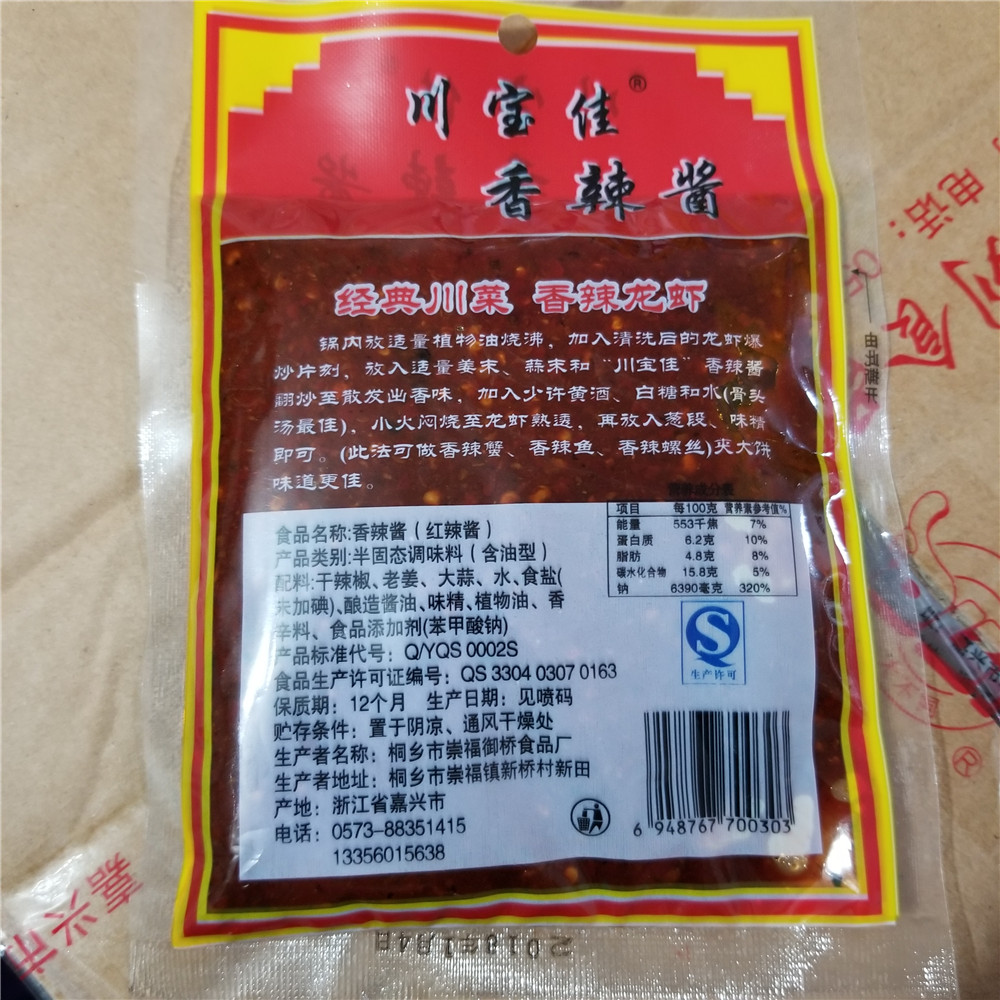 川宝佳®
香辣酱
经典川菜 香辣龙虾
锅内放适量植物油烧沸，加入清洗后的龙虾爆
炒片刻，放入适量姜末、蒜末和“川宝佳”香辣酱
翻炒至散发出香味，加入少许黄酒、白糖和水(骨头
汤最佳)，小火闷烧至龙虾熟透，再放入葱段、味精
即可。(此法可做香辣蟹、香辣鱼、香辣螺丝)夹大饼
味道更佳。
营养成分表
项目 每100克 营养素参考值%
能量 553千焦 7%
蛋白质 6.2克 10%
脂肪 4.8克 8%
碳水化合物 15.8克 5%
钠 6390毫克 320%
食品名称:香辣酱（红辣酱）
产品类别:半固态调味料（含油型）
配料:干辣椒、老姜、大蒜、水、食盐(
未加碘)、酿造酱油、味精、植物油、香
辛料、食品添加剂(苯甲酸钠)
产品标准代号：Q/YQS 0002S
食品生产许可证编号：QS 3304 0307 0163
保质期：12个月 生产日期：见喷码
贮存条件：置于阴凉、通风干燥处
生产者名称：桐乡市崇福御桥食品厂
生产者地址：桐乡市崇福镇新桥村新田
产地：浙江省嘉兴市
电话：0573-88351415
13356015638
生产许可
6 948767 700303
电话：
嘉兴市